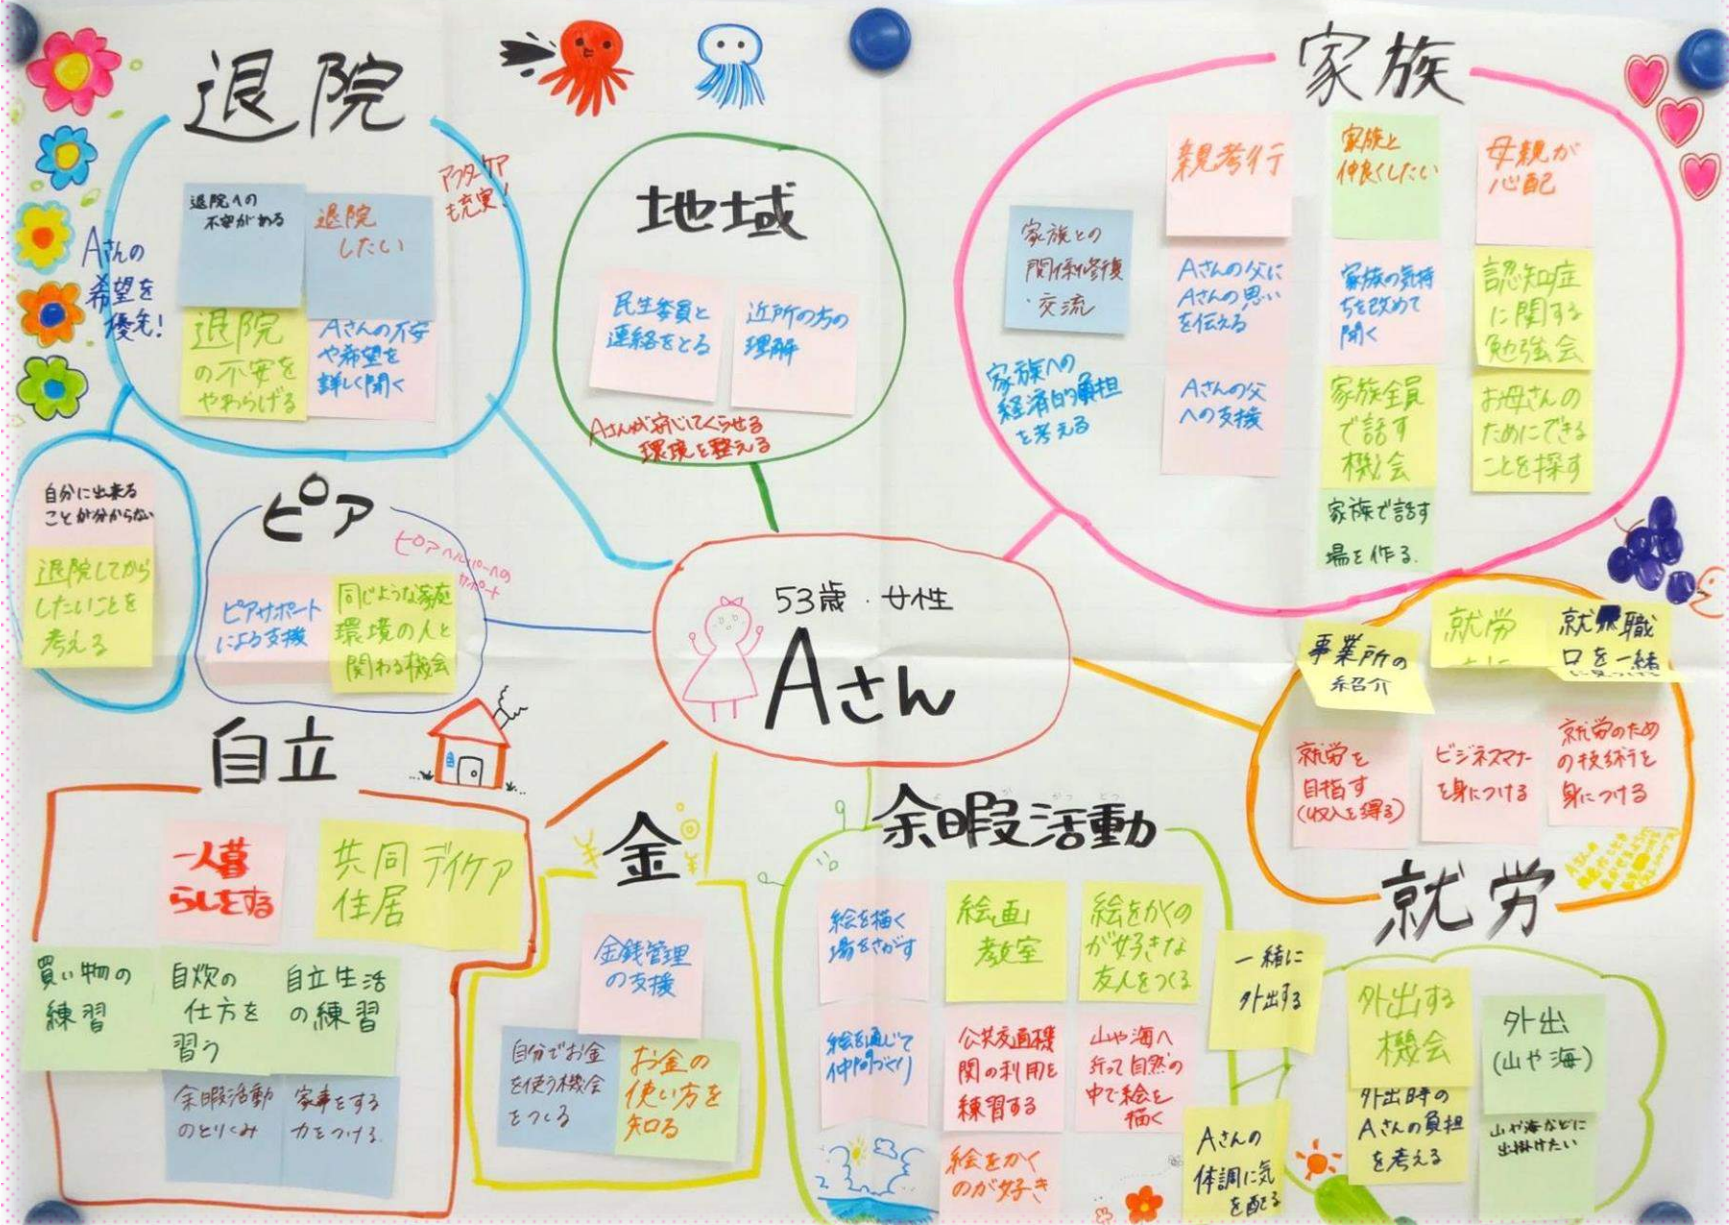 退院
Aさんの
希望を
優先!
アフターケア
も充実!
退院への
不安がある
退院
したい
退院
の不安を
やわらげる
Aさんの不安
や希望を
詳しく聞く
自分に出来る
ことが分からない
退院してから
したいことを
考える
地域
民生委員と
連絡をとる
近所の方の
理解
Aさんが安心してくらせる
環境を整える
家族
親孝行
家族と
仲良くしたい
母親が
心配
家族との
関係修復
・交流
Aさんの父に
Aさんの思い
を伝える
家族の気持
ちを改めて
聞く
認知症
に関する
勉強会
家族への
経済的負担
を考える
Aさんの父
への支援
家族全員
で話す
機会
お母さんの
ためにできる
ことを探す
家族で話す
場を作る.
ピア
ピアヘルパーへの
サポート
ピアサポート
による支援
同じような家庭
環境の人と
関わる機会
53歳・女性
Aさん
事業所の
紹介
就労
就職
口を一緒
に見つける
就労を
目指す
(収入を得る)
ビジネスマナー
を身につける
就労のため
の技術を
身につける
就労
自立
一人暮
らしをする
共同
住居
デイケア
買い物の
練習
自炊の
仕方を
習う
自立生活
の練習
余暇活動
のとりくみ
家事をする
力をつける.
金
¥
¥
金銭管理
の支援
自分でお金
を使う機会
をつくる
お金の
使い方を
知る
余暇活動
絵を描く
場をさがす
絵画
教室
絵をかくの
が好きな
友人をつくる
絵を通じて
仲間づくり
公共交通機
関の利用を
練習する
山や海へ
行って自然の
中で絵を
描く
絵をかく
のが好き
一緒に
外出する
Aさんの
体調に気
を配る
外出する
機会
外出時の
Aさんの負担
を考える
外出
(山や海)
山や海などに
出掛けたい